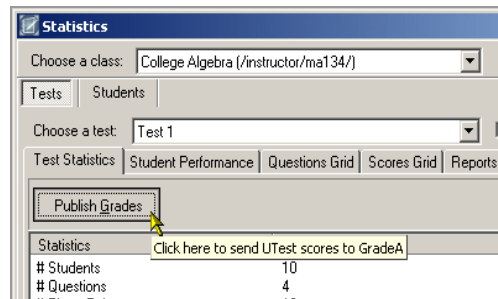 Statistics
Choose a class: College Algebra (/instructor/ma134/)
Tests Students
Choose a test: Test 1
Test Statistics Student Performance Questions Grid Scores Grid Reports
Publish Grades
Statistics Click here to send UTest scores to GradeA
# Students 10
# Questions 4